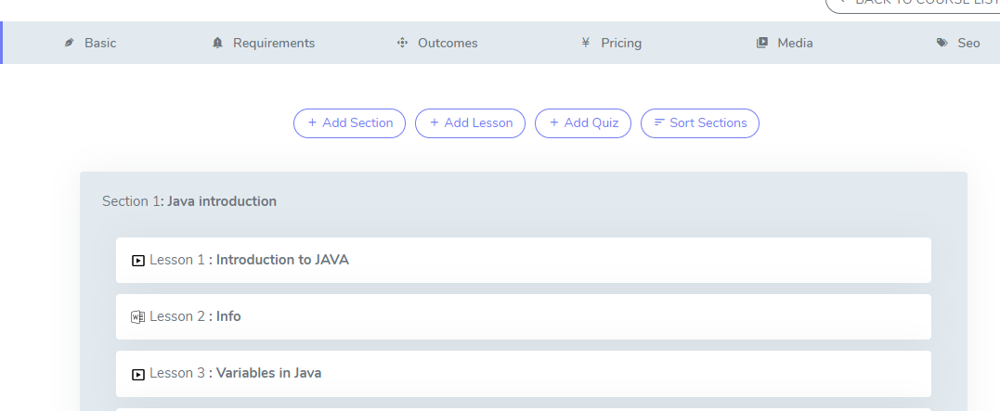 BACK TO COURSE LIST
Basic Requirements Outcomes ¥ Pricing Media Seo
+ Add Section + Add Lesson + Add Quiz Sort Sections
Section 1: Java introduction
Lesson 1 : Introduction to JAVA
Lesson 2 : Info
Lesson 3 : Variables in Java